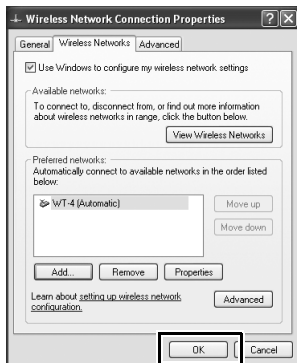 Wireless Network Connection Properties
General Wireless Networks Advanced
Use Windows to configure my wireless network settings
Available networks:
To connect to, disconnect from, or find out more information
about wireless networks in range, click the button below.
View Wireless Networks
Preferred networks:
Automatically connect to available networks in the order listed
below:
WT-4 (Automatic)
Move up
Move down
Add... Remove Properties
Learn about setting up wireless network
configuration.
Advanced
OK Cancel